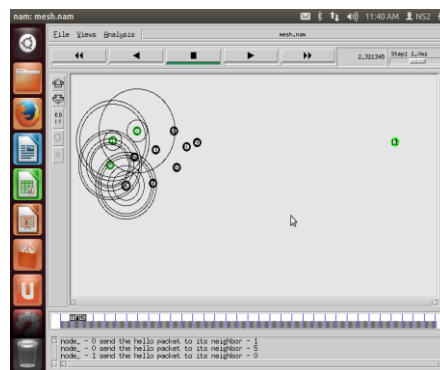 nam: mesh.nam
11:40 AM NS2
File Views Analysis mesh.nam
2.321346 Step: 1.0ms
ED
IT
node_ - 0 send the hello packet to its neighbor - 1
node_ - 0 send the hello packet to its neighbor - 5
node_ - 1 send the hello packet to its neighbor - 0